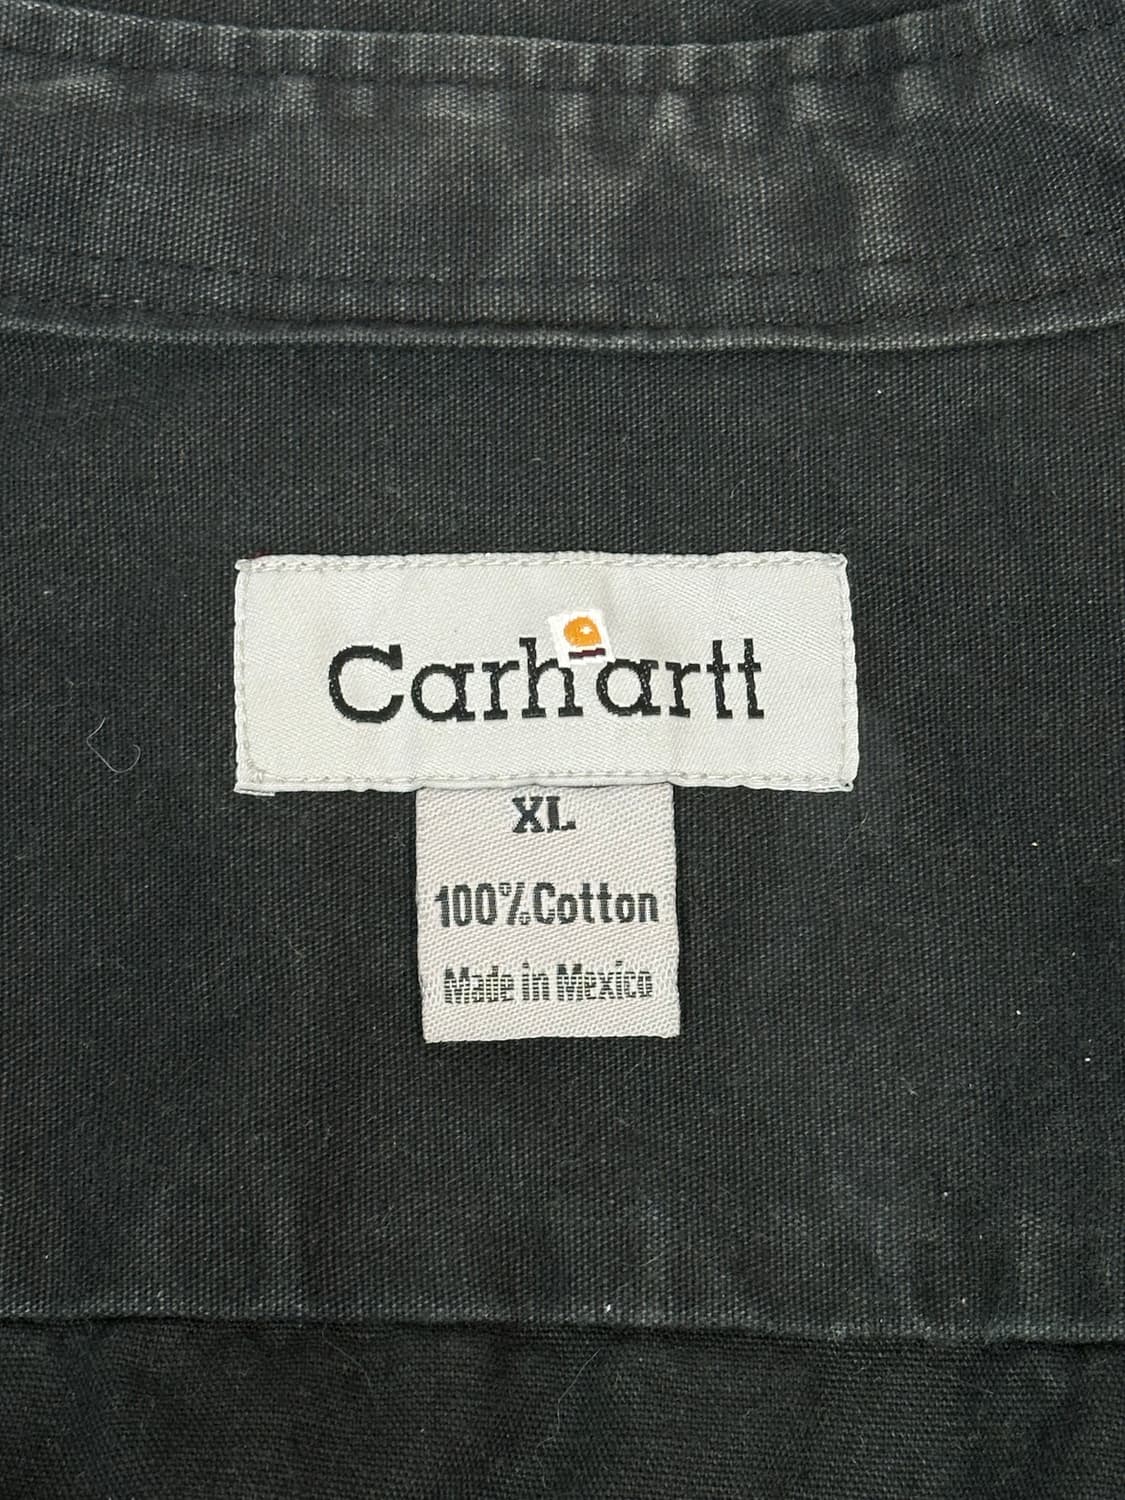 Carhartt
XL
100% Cotton
Made in Mexico